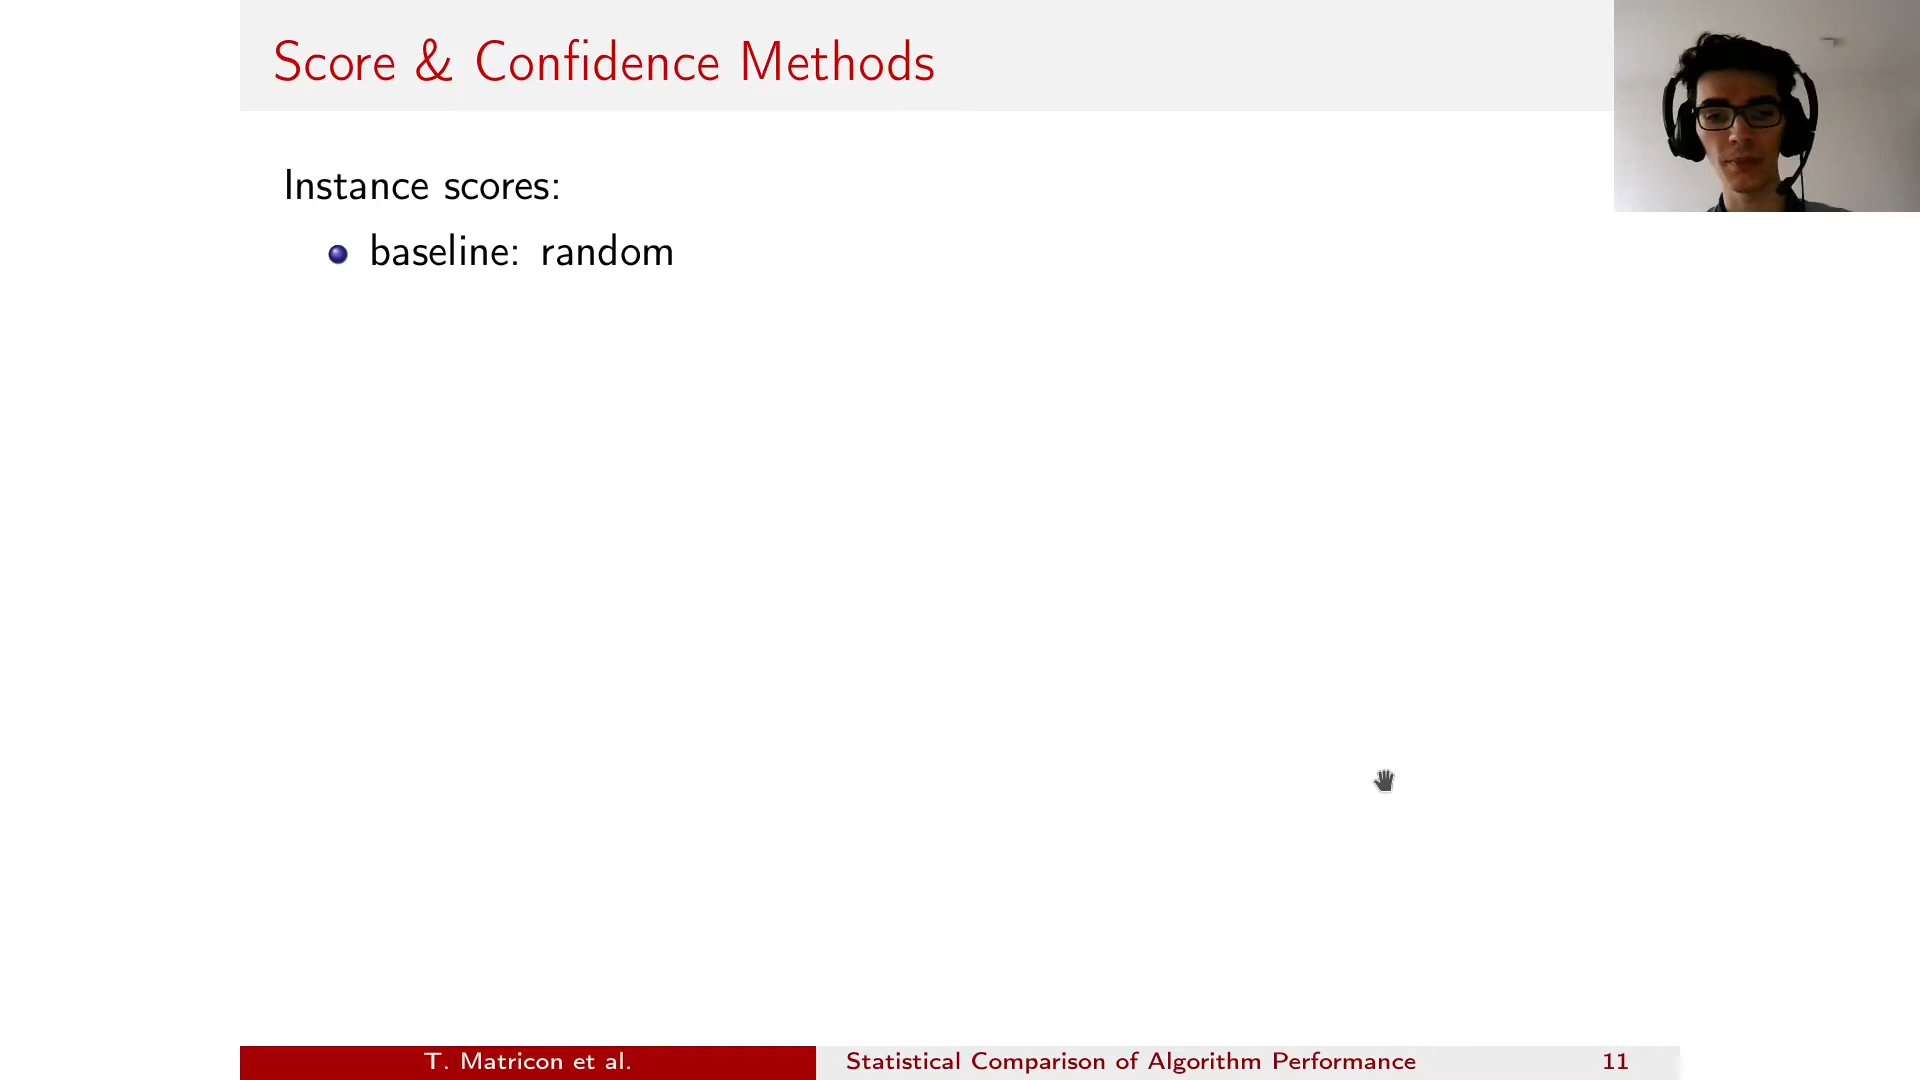 Score & Confidence Methods
Instance scores:
baseline: random
T. Matricon et al.
Statistical Comparison of Algorithm Performance
11